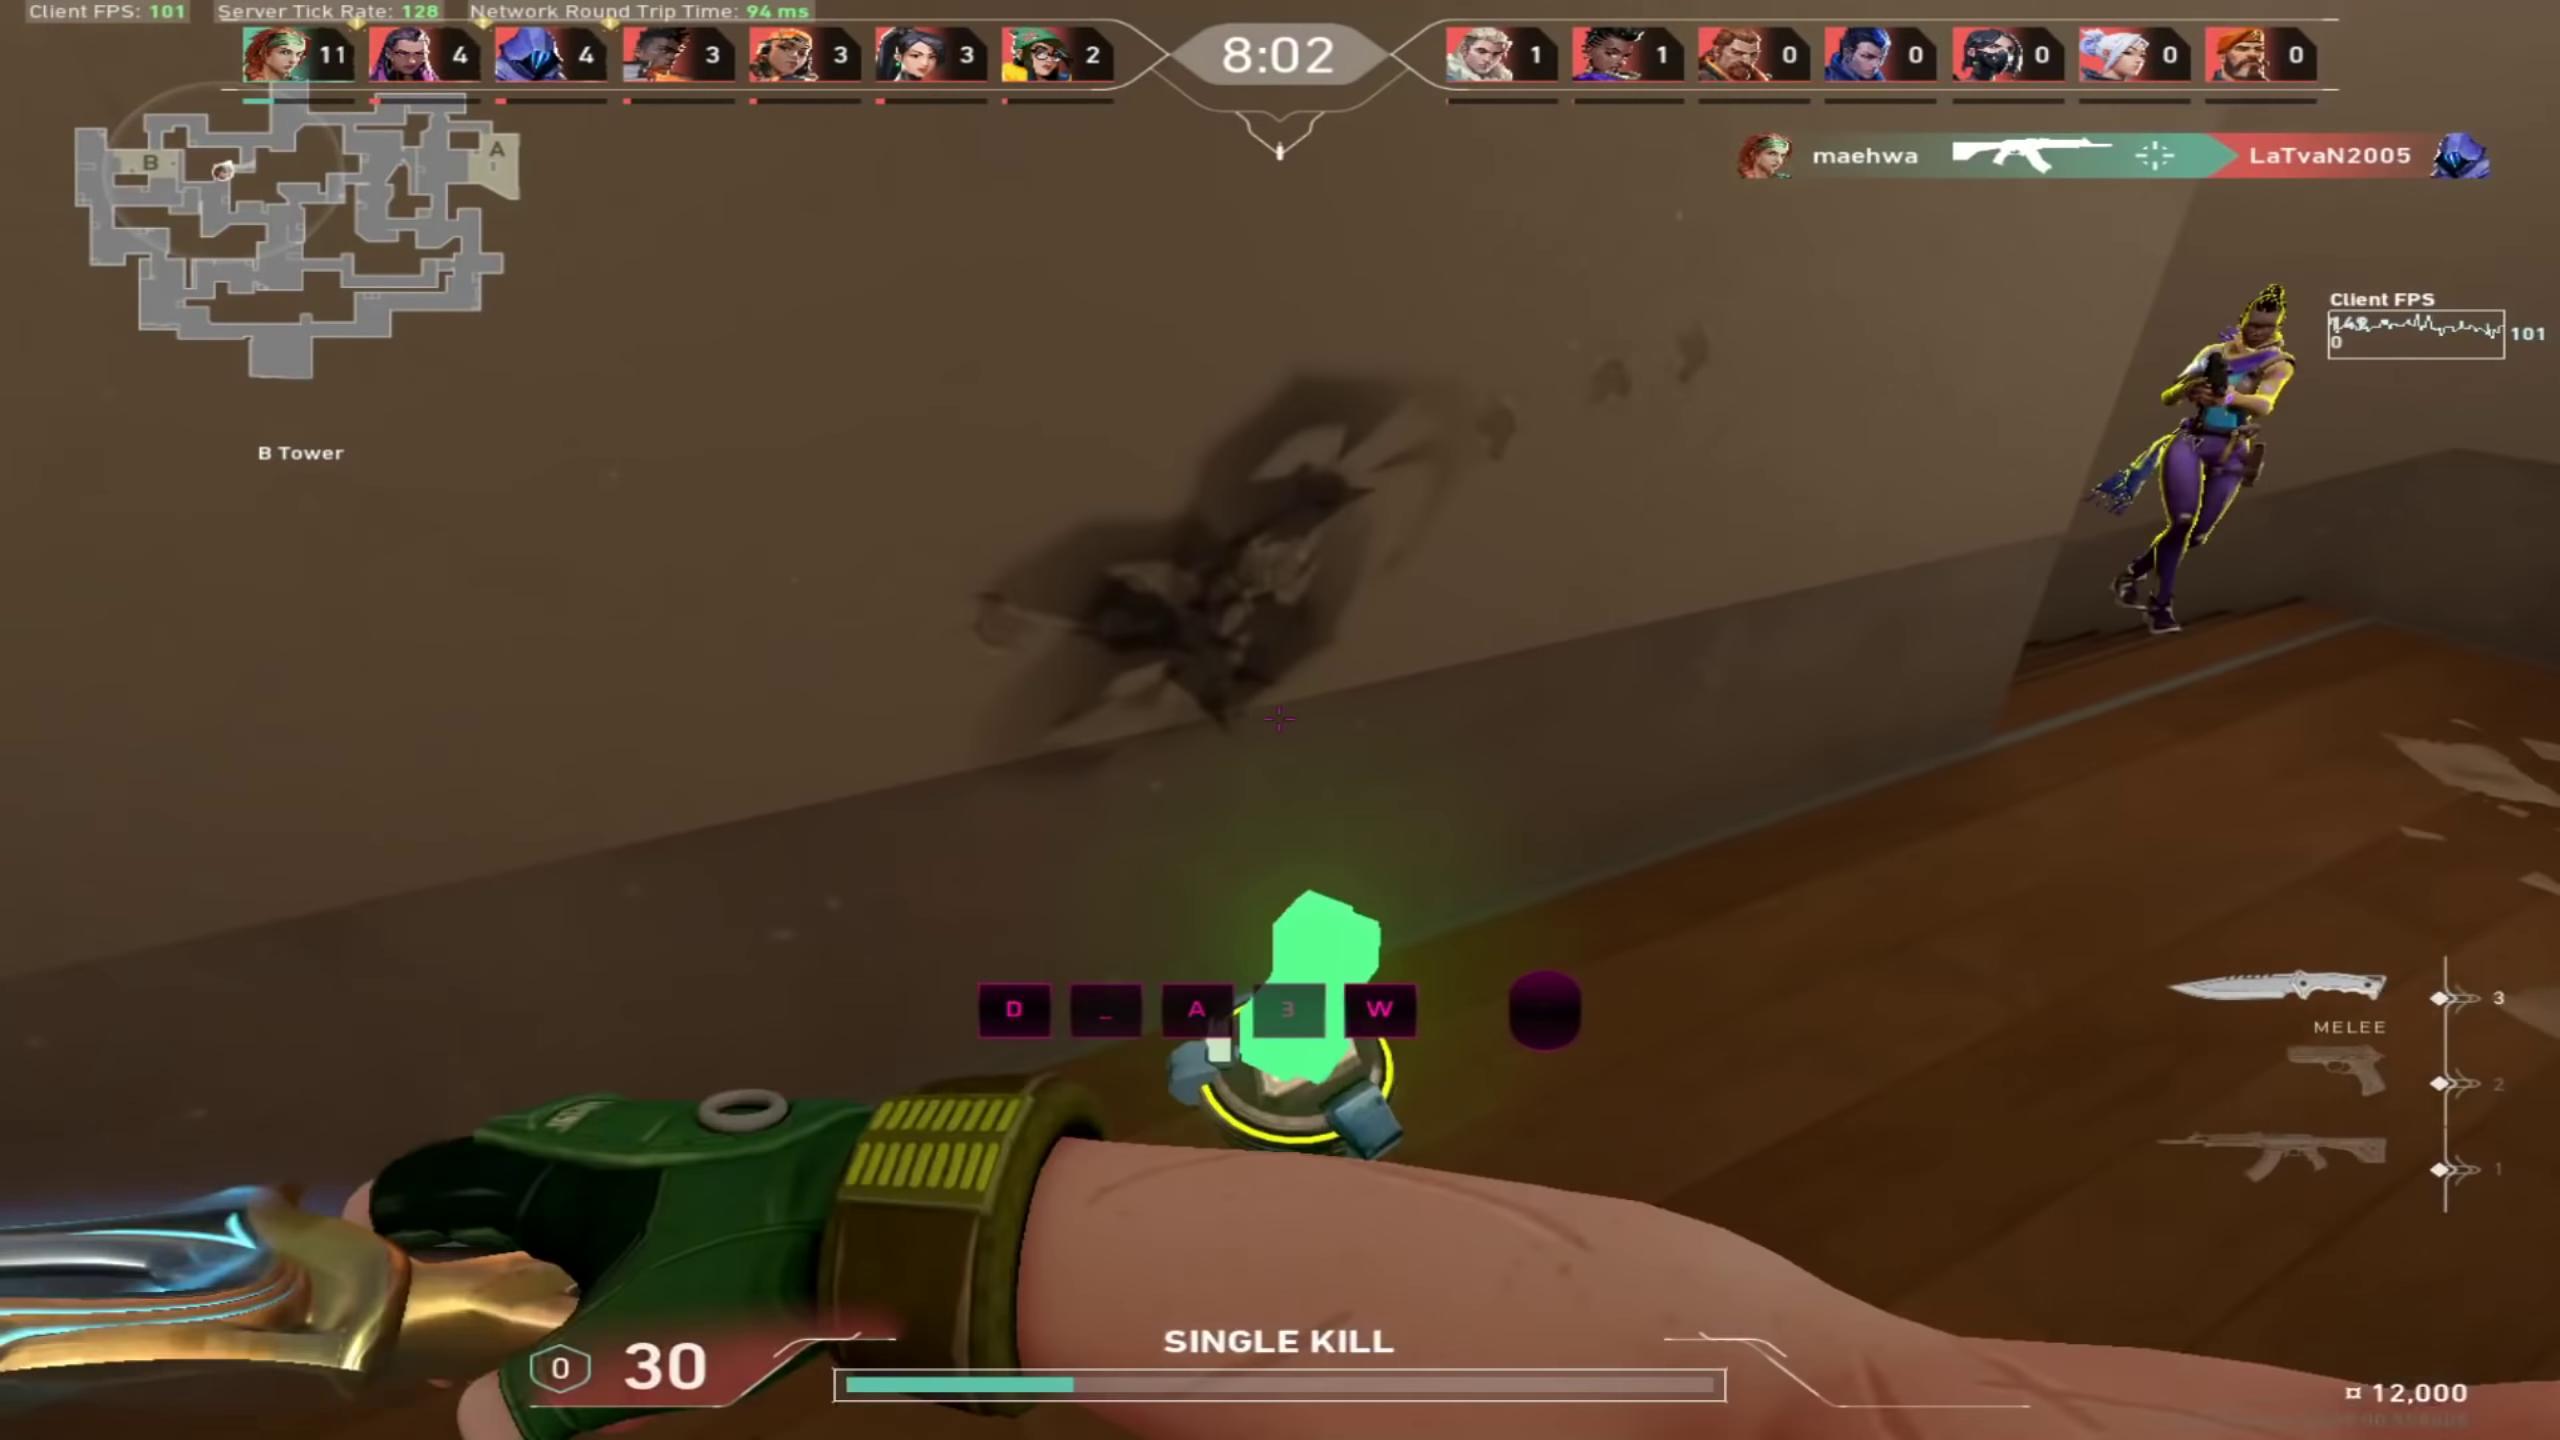 Client FPS: 101 Server Tick Rate: 128 Network Round Trip Time: 94 ms
11 4 4 3 3 3 2 8:02 1 1 0 0 0 0 0
B A
maehwa LaTvaN2005
Client FPS
101
0
B Tower
D _ A 3 W
3
MELEE
2
1
SINGLE KILL
0 30
¤ 12,000